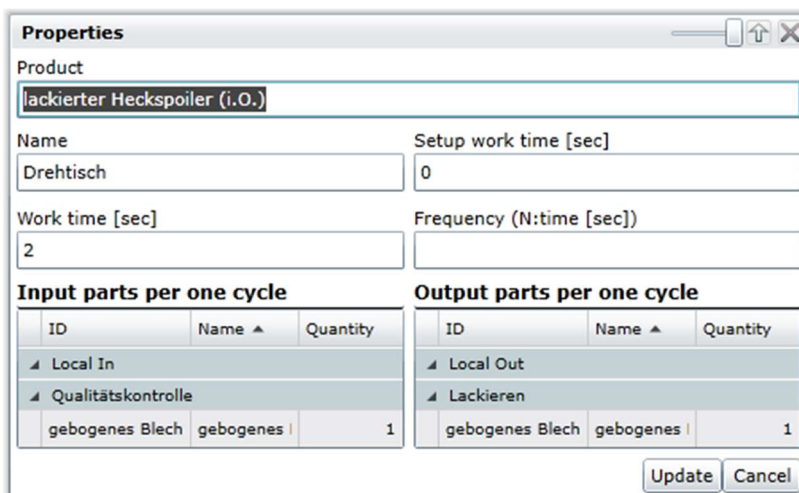 Properties
Product
lackierter Heckspoiler (i.O.)
Name Setup work time [sec]
Drehtisch 0
Work time [sec] Frequency (N:time [sec])
2
Input parts per one cycle Output parts per one cycle
ID Name Quantity ID Name Quantity
Local In Local Out
Qualitätskontrolle Lackieren
gebogenes Blech gebogenes 1 gebogenes Blech gebogenes 1
Update Cancel